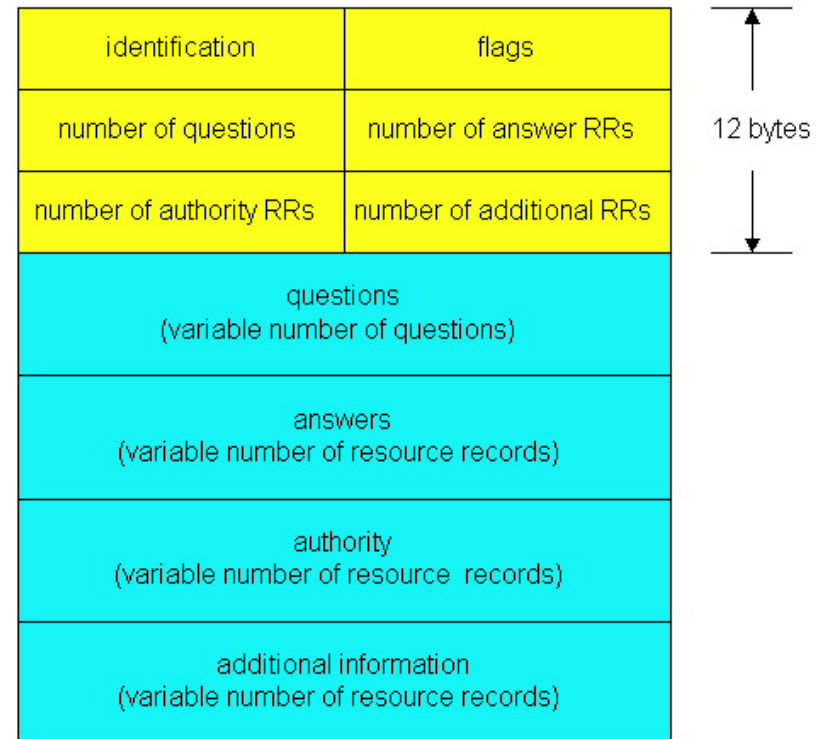 identification
flags
number of questions
number of answer RRs
12 bytes
number of authority RRs
number of additional RRs
questions
(variable number of questions)
answers
(variable number of resource records)
authority
(variable number of resource records)
additional information
(variable number of resource records)